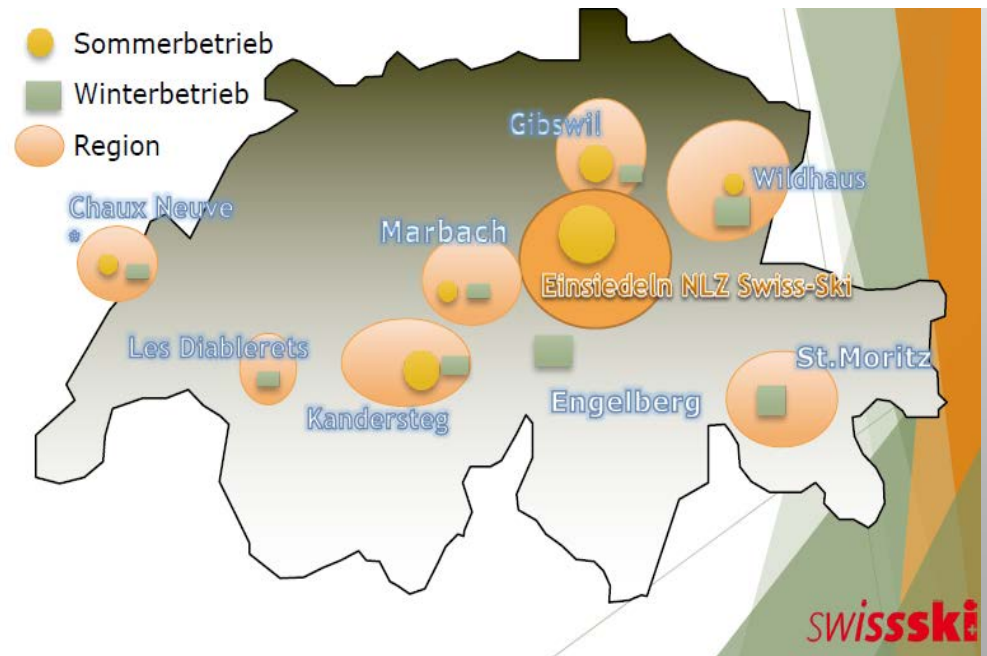 Sommerbetrieb
Winterbetrieb
Region
Gibswil
Wildhaus
Chaux Neuve
*
Marbach
Einsiedeln NLZ Swiss-Ski
Les Diablerets
St.Moritz
Engelberg
Kandersteg
swissski